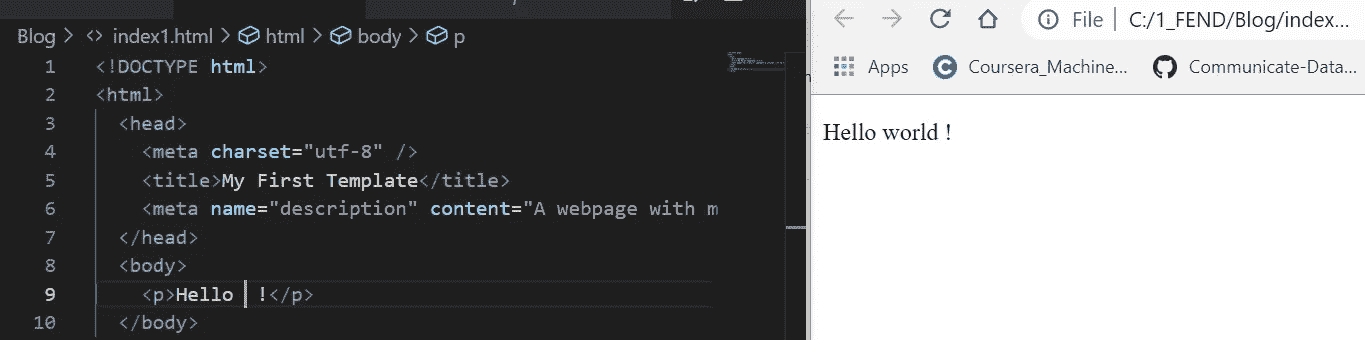 Blog > <> index1.html > html > body > p
1 <!DOCTYPE html>
2 <html>
3 <head>
4 <meta charset="utf-8" />
5 <title>My First Template</title>
6 <meta name="description" content="A webpage with m
7 </head>
8 <body>
9 <p>Hello  !</p>
10 </body>
File | C:/1_FEND/Blog/index...
Apps Coursera_Machine... Communicate-Data...
Hello world !